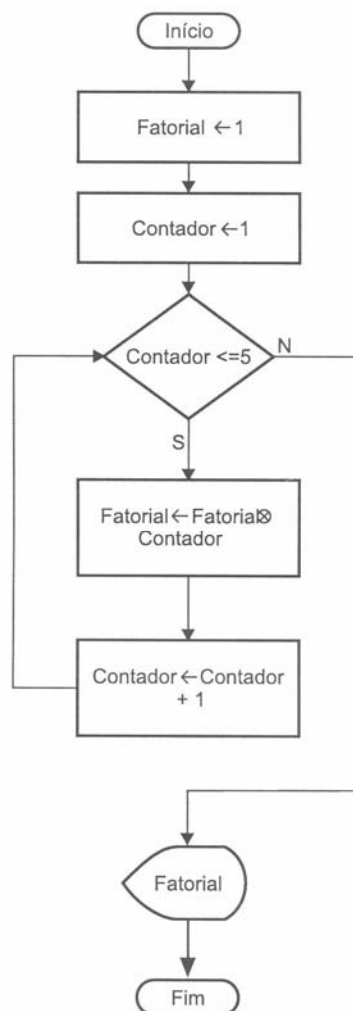 Início
Fatorial ←1
Contador ←1
Contador <=5
N
S
Fatorial←Fatorial⊗
Contador
Contador←Contador
+ 1
Fatorial
Fim